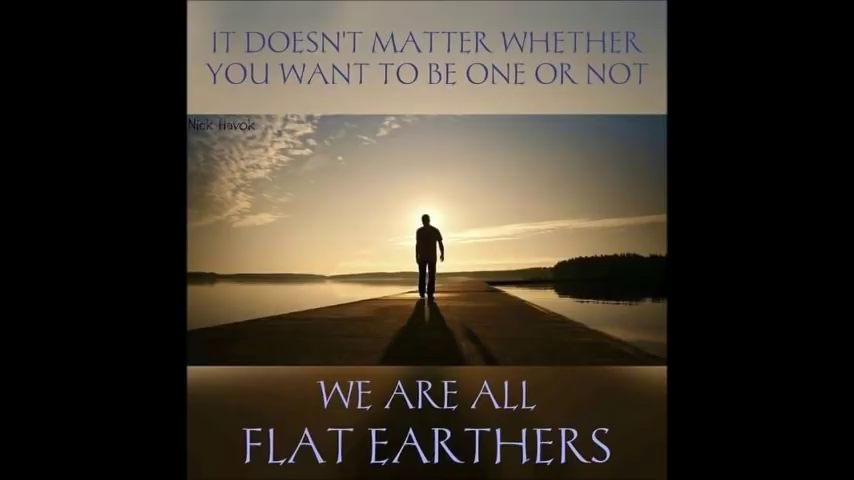 IT DOESN'T MATTER WHETHER
YOU WANT TO BE ONE OR NOT
Nick Havok
WE ARE ALL
FLAT EARTHERS